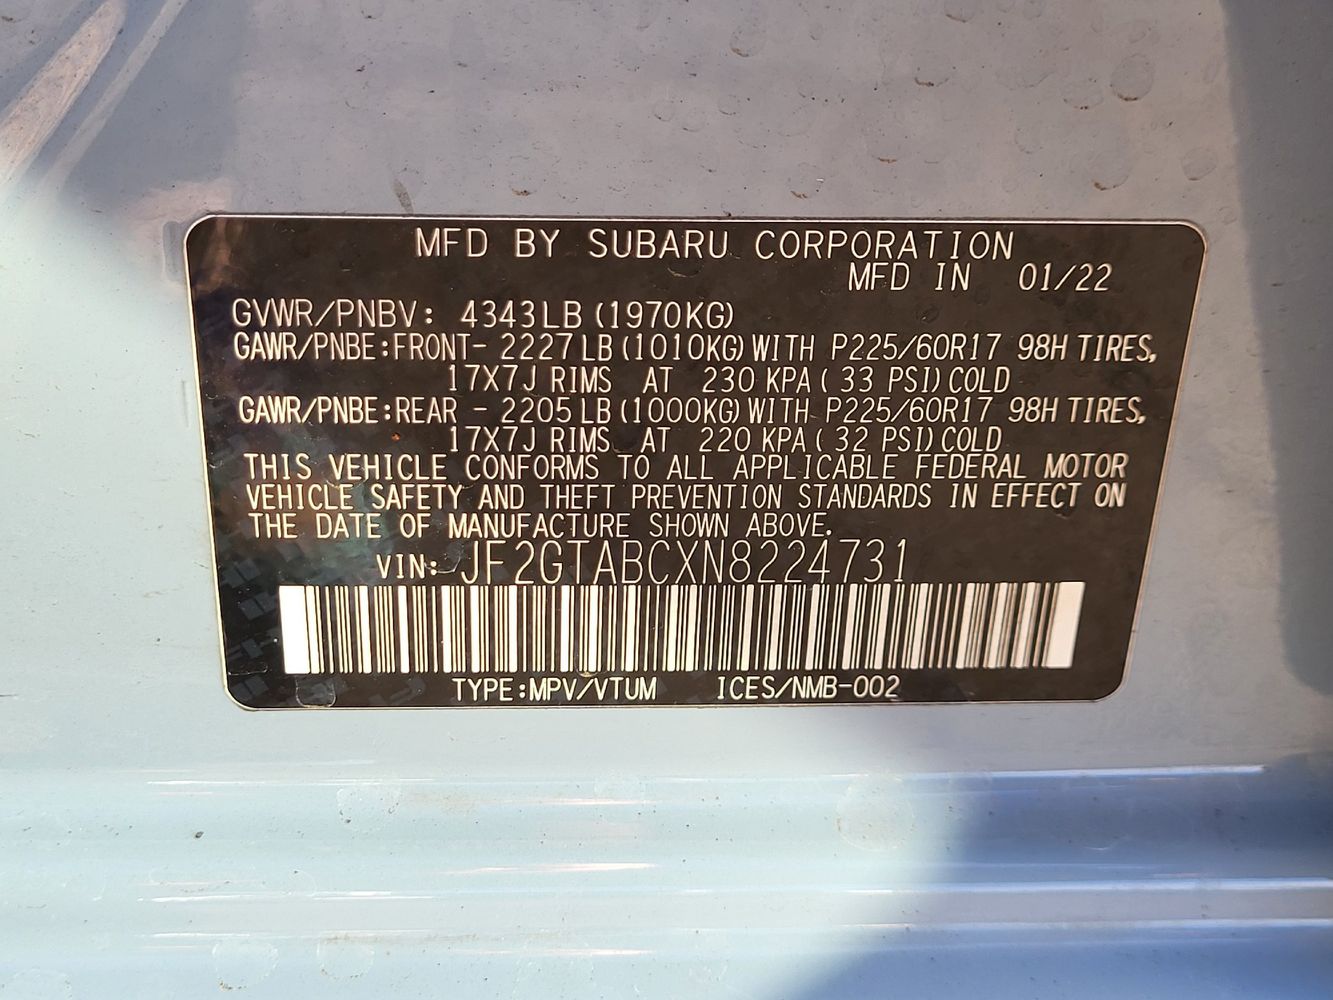 MFD BY SUBARU CORPORATION
MFD IN 01/22
GVWR/PNBV: 4343LB (1970KG)
GAWR/PNBE:FRONT- 2227LB (1010KG) WITH P225/60R17 98H TIRES,
17X7J RIMS AT 230 KPA ( 33 PSI) COLD
GAWR/PNBE:REAR - 2205LB (1000KG) WITH P225/60R17 98H TIRES,
17X7J RIMS AT 220 KPA ( 32 PSI) COLD
THIS VEHICLE CONFORMS TO ALL APPLICABLE FEDERAL MOTOR
VEHICLE SAFETY AND THEFT PREVENTION STANDARDS IN EFFECT ON
THE DATE OF MANUFACTURE SHOWN ABOVE.
VIN: JF2GTABCXN8224731
TYPE:MPV/VTUM ICES/NMB-002